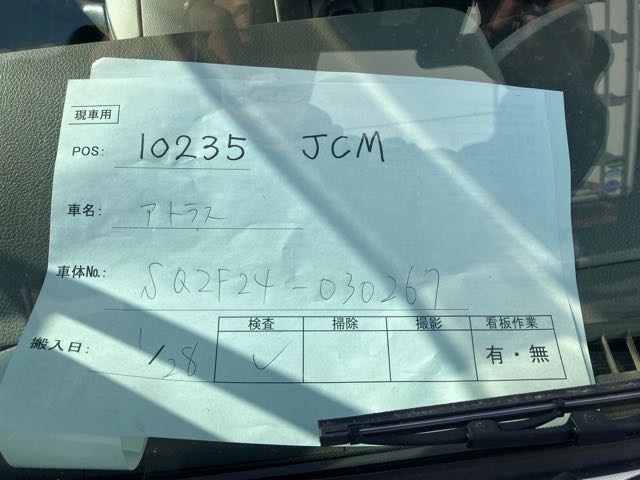 現車用
POS: 10235 JCM
車名: アトラス
車体No.: SQ2F24-030267
搬入日: 1/28
検査 掃除 撮影 看板作業
✓ 有・無